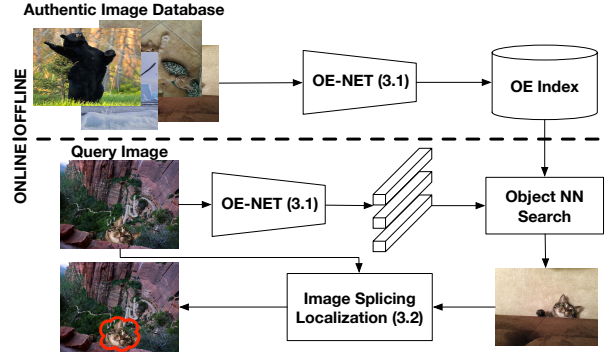 Authentic Image Database
OE-NET (3.1)
OE Index
OFFLINE
ONLINE
Query Image
OE-NET (3.1)
Object NN
Search
Image Splicing
Localization (3.2)